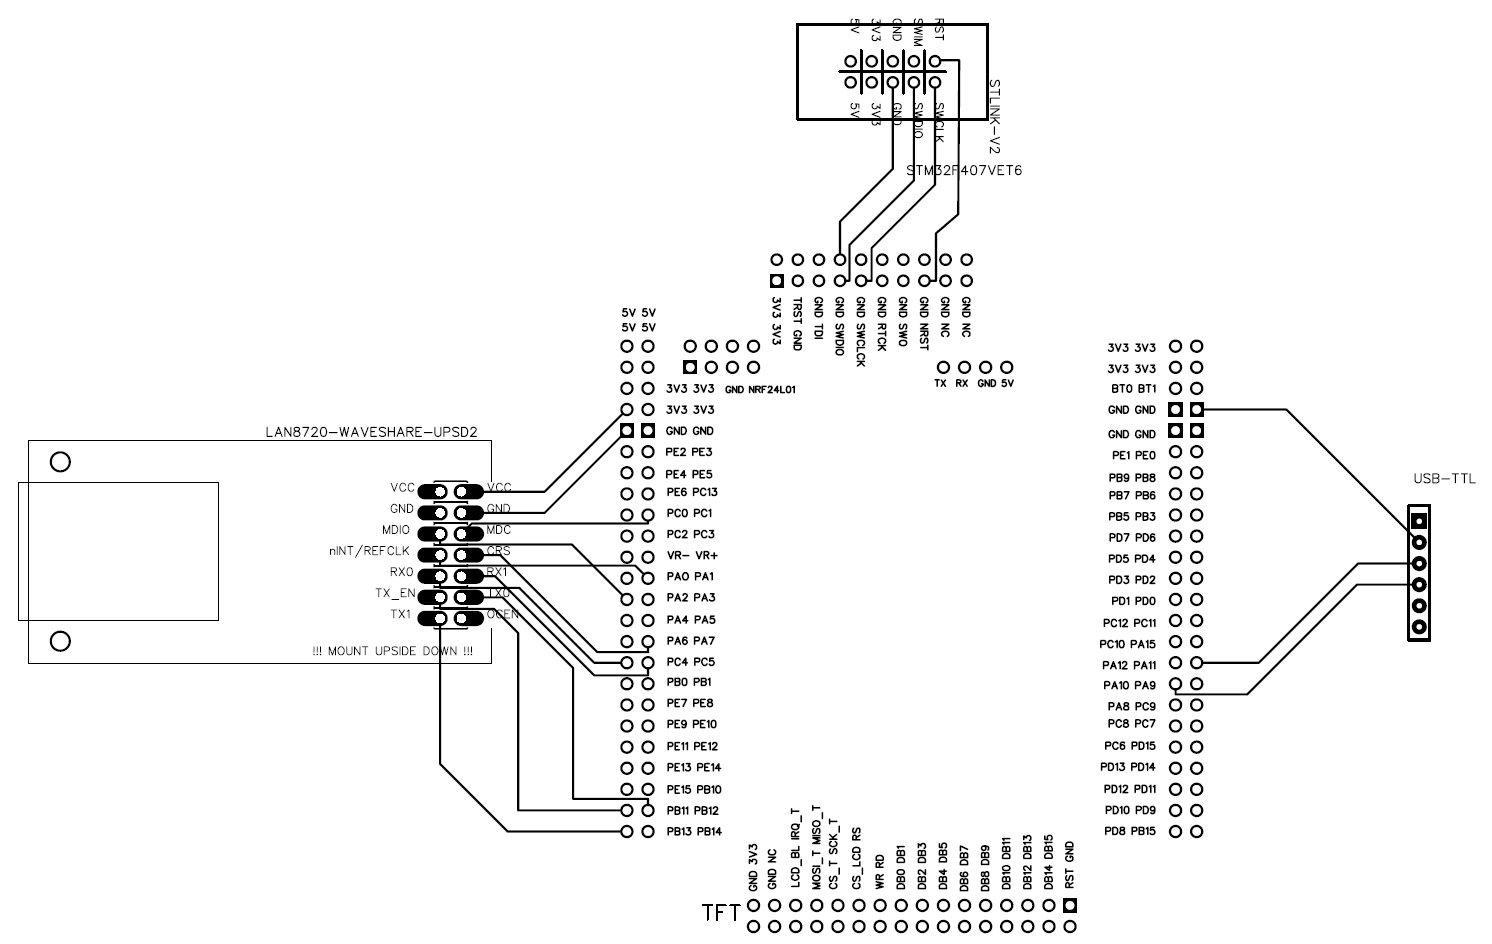 5V 3V3 GND SWIM RST
5V 3V3 GND SWDIO SWCLK
STLINK-V2
STM32F407VET6
3V3 3V3
TRST GND
GND TDI
GND SWDIO
GND SWCLCK
GND RTCK
GND SWO
GND NRST
GND NC
GND NC
5V 5V
5V 5V
3V3 3V3
GND NRF24L01
3V3 3V3
GND GND
PE2 PE3
PE4 PE5
PE6 PC13
PC0 PC1
PC2 PC3
VR- VR+
PA0 PA1
PA2 PA3
PA4 PA5
PA6 PA7
PC4 PC5
PB0 PB1
PE7 PE8
PE9 PE10
PE11 PE12
PE13 PE14
PE15 PB10
PB11 PB12
PB13 PB14
TX RX GND 5V
3V3 3V3
3V3 3V3
BT0 BT1
GND GND
GND GND
PE1 PE0
PB9 PB8
PB7 PB6
PB5 PB3
PD7 PD6
PD5 PD4
PD3 PD2
PD1 PD0
PC12 PC11
PC10 PA15
PA12 PA11
PA10 PA9
PA8 PC9
PC8 PC7
PC6 PD15
PD13 PD14
PD12 PD11
PD10 PD9
PD8 PB15
USB-TTL
LAN8720-WAVESHARE-UPSD2
VCC VCC
GND GND
MDIO MDC
nINT/REFCLK CRS
RX0 RX1
TX_EN TX0
TX1 OCEN
!!! MOUNT UPSIDE DOWN !!!
GND 3V3
GND NC
LCD_BL IRQ_T
MOSI_T MISO_T
CS_T SCK_T
CS_LCD RS
WR RD
DB0 DB1
DB2 DB3
DB4 DB5
DB6 DB7
DB8 DB9
DB10 DB11
DB12 DB13
DB14 DB15
RST GND
TFT